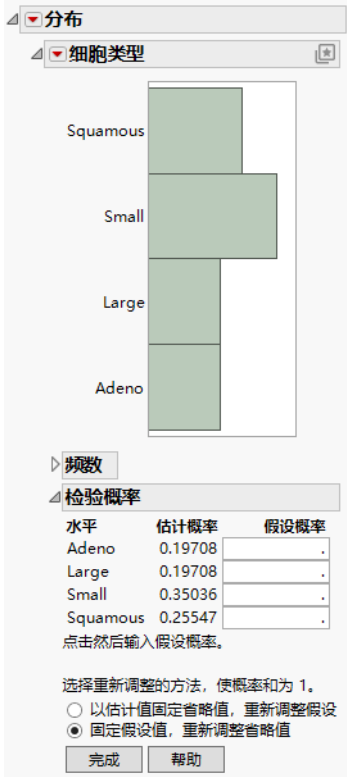 分布
细胞类型
Squamous
Small
Large
Adeno
频数
检验概率
水平 估计概率 假设概率
Adeno 0.19708 .
Large 0.19708 .
Small 0.35036 .
Squamous 0.25547 .
点击然后输入假设概率。
选择重新调整的方法，使概率和为 1。
以估计值固定省略值，重新调整假设
固定假设值，重新调整省略值
完成 帮助